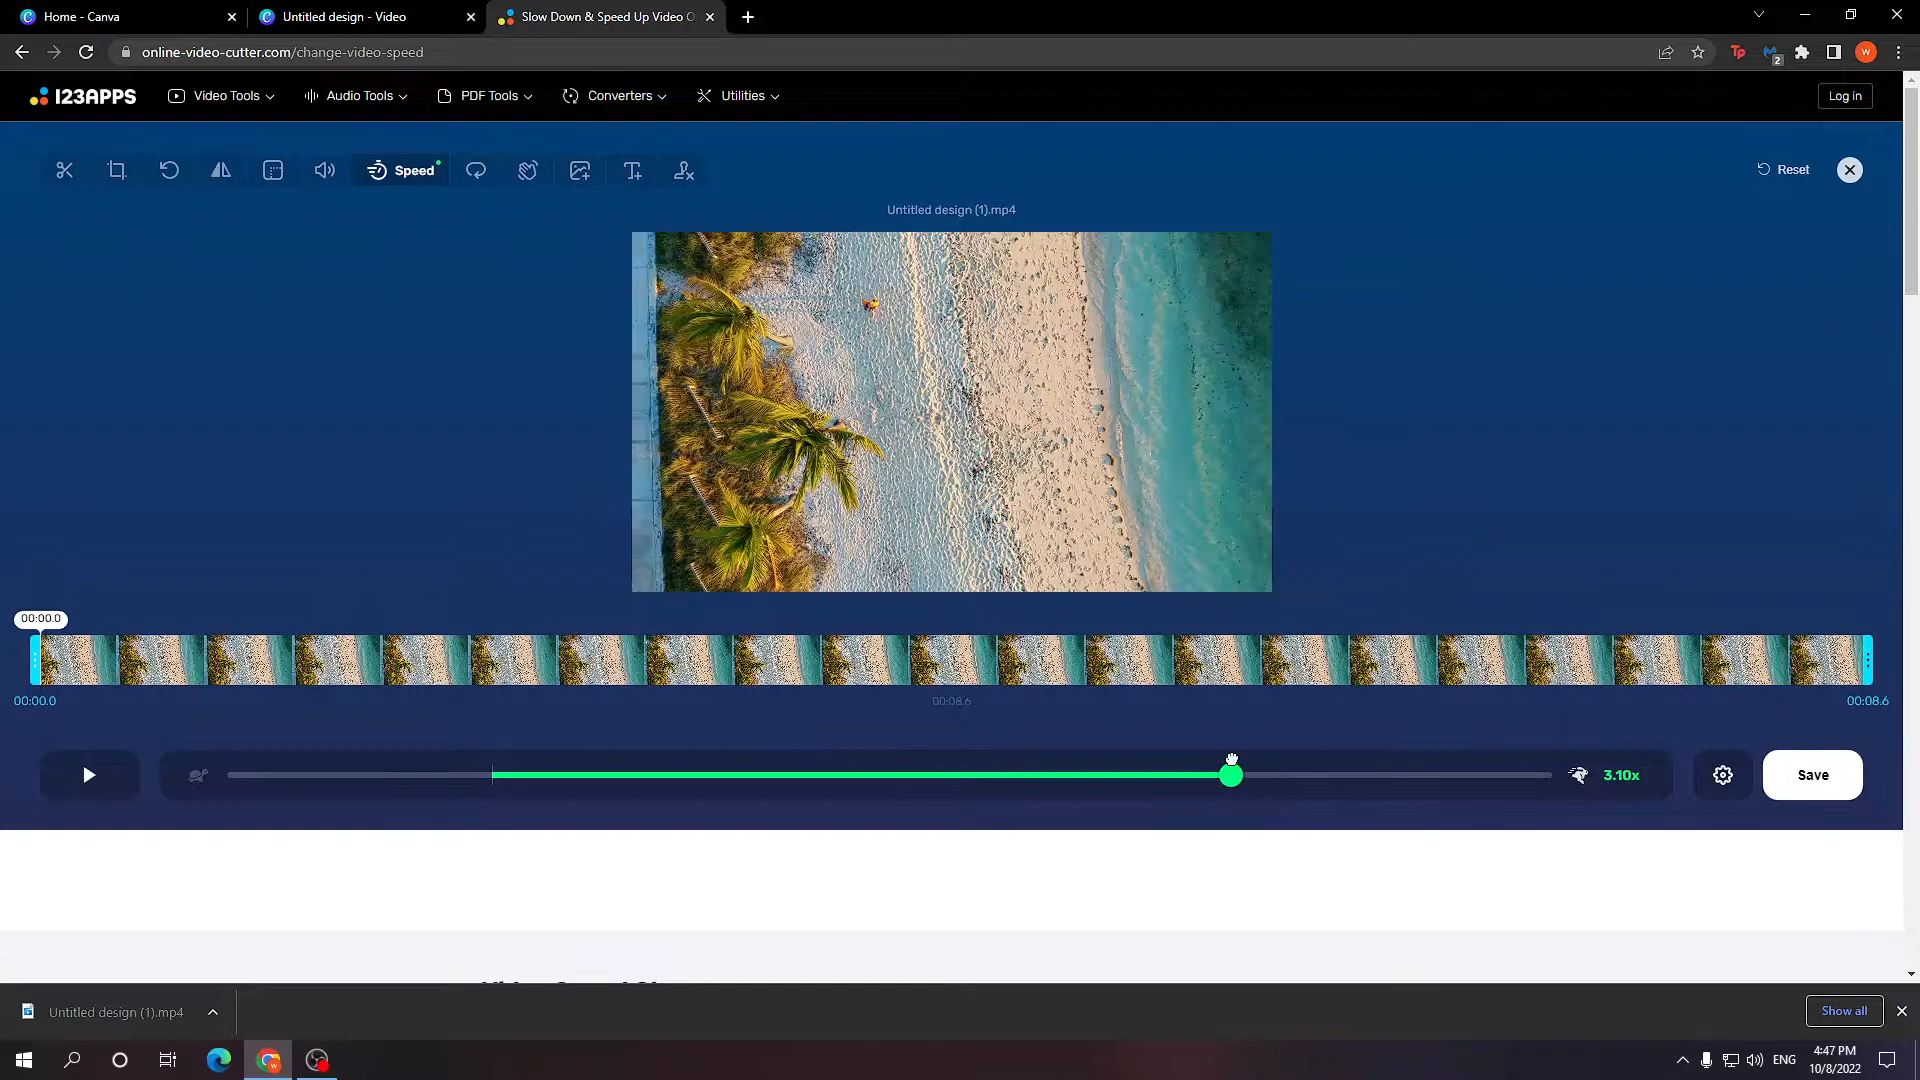 Home - Canva
Untitled design - Video
Slow Down & Speed Up Video O
online-video-cutter.com/change-video-speed
Tp
2
W
123APPS
Video Tools
Audio Tools
PDF Tools
Converters
Utilities
Log in
Speed
Reset
Untitled design (1).mp4
00:00.0
00:00.0
00:08.6
00:08.6
3.10x
Save
Untitled design (1).mp4
Show all
ENG
4:47 PM
10/8/2022